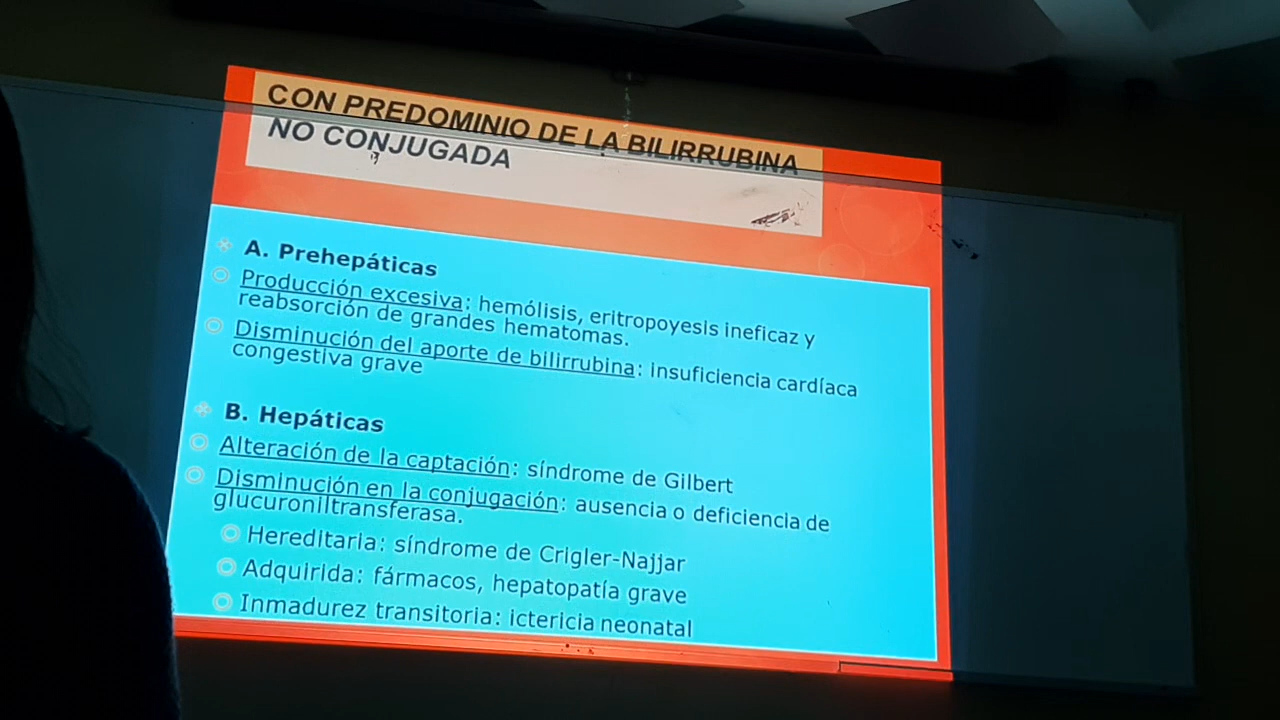 CON PREDOMINIO DE LA BILIRRUBINA
NO CONJUGADA
A. Prehepáticas
Producción excesiva: hemólisis, eritropoyesis ineficaz y
reabsorción de grandes hematomas.
Disminución del aporte de bilirrubina: insuficiencia cardíaca
congestiva grave
B. Hepáticas
Alteración de la captación: síndrome de Gilbert
Disminución en la conjugación: ausencia o deficiencia de
glucuroniltransferasa.
Hereditaria: síndrome de Crigler-Najjar
Adquirida: fármacos, hepatopatía grave
Inmadurez transitoria: ictericia neonatal